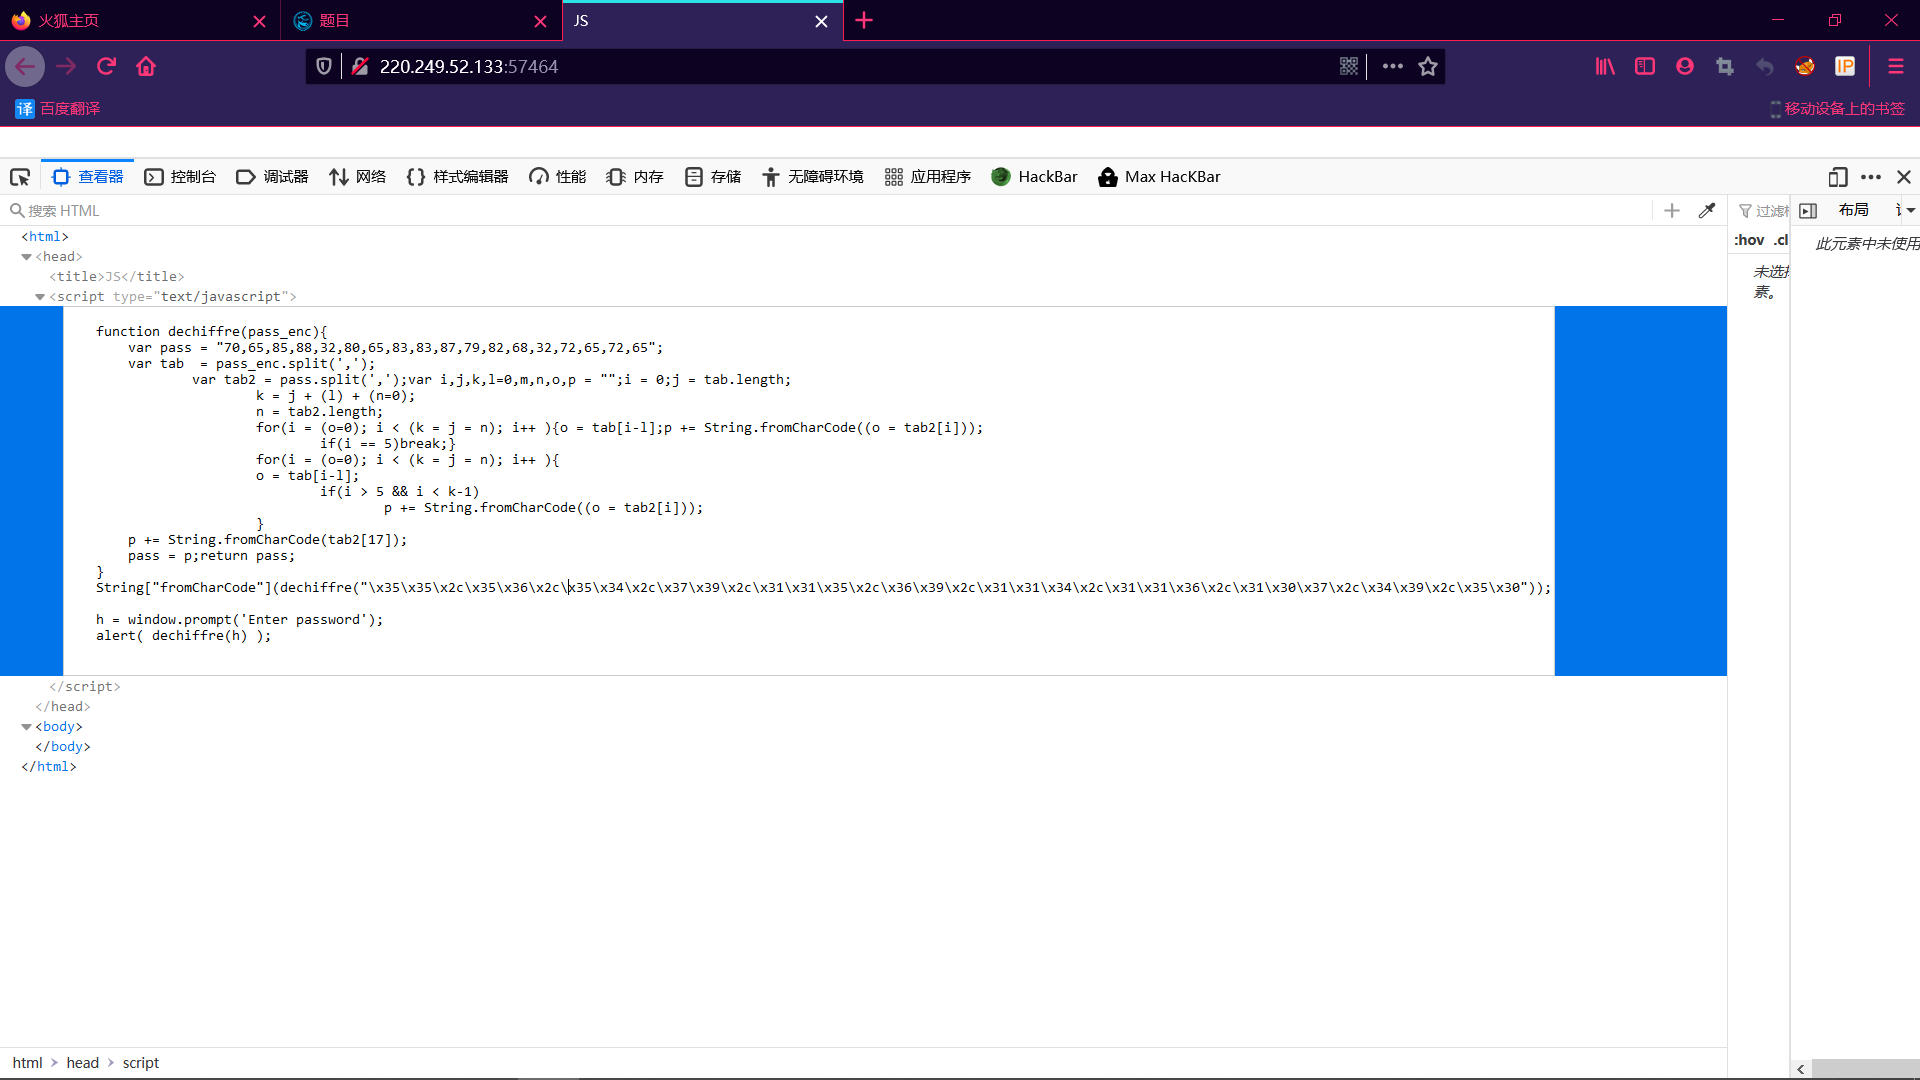 火狐主页
题目
JS
220.249.52.133:57464
IP
译 百度翻译
移动设备上的书签
查看器
控制台
调试器
网络
样式编辑器
性能
内存
存储
无障碍环境
应用程序
HackBar
Max HacKBar
搜索 HTML
过滤
布局
:hov .cl
此元素中未使用
未选
素。
<html>
<head>
<title>JS</title>
<script type="text/javascript">
function dechiffre(pass_enc){
var pass = "70,65,85,88,32,80,65,83,83,87,79,82,68,32,72,65,72,65";
var tab  = pass_enc.split(',');
var tab2 = pass.split(',');var i,j,k,l=0,m,n,o,p = "";i = 0;j = tab.length;
k = j + (l) + (n=0);
n = tab2.length;
for(i = (o=0); i < (k = j = n); i++ ){o = tab[i-l];p += String.fromCharCode((o = tab2[i]));
if(i == 5)break;}
for(i = (o=0); i < (k = j = n); i++ ){
o = tab[i-l];
if(i > 5 && i < k-1)
p += String.fromCharCode((o = tab2[i]));
}
p += String.fromCharCode(tab2[17]);
pass = p;return pass;
}
String["fromCharCode"](dechiffre("\x35\x35\x2c\x35\x36\x2c\x35\x34\x2c\x37\x39\x2c\x31\x31\x35\x2c\x36\x39\x2c\x31\x31\x34\x2c\x31\x31\x36\x2c\x31\x30\x37\x2c\x34\x39\x2c\x35\x30"));
h = window.prompt('Enter password');
alert( dechiffre(h) );
</script>
</head>
<body>
</body>
</html>
html > head > script